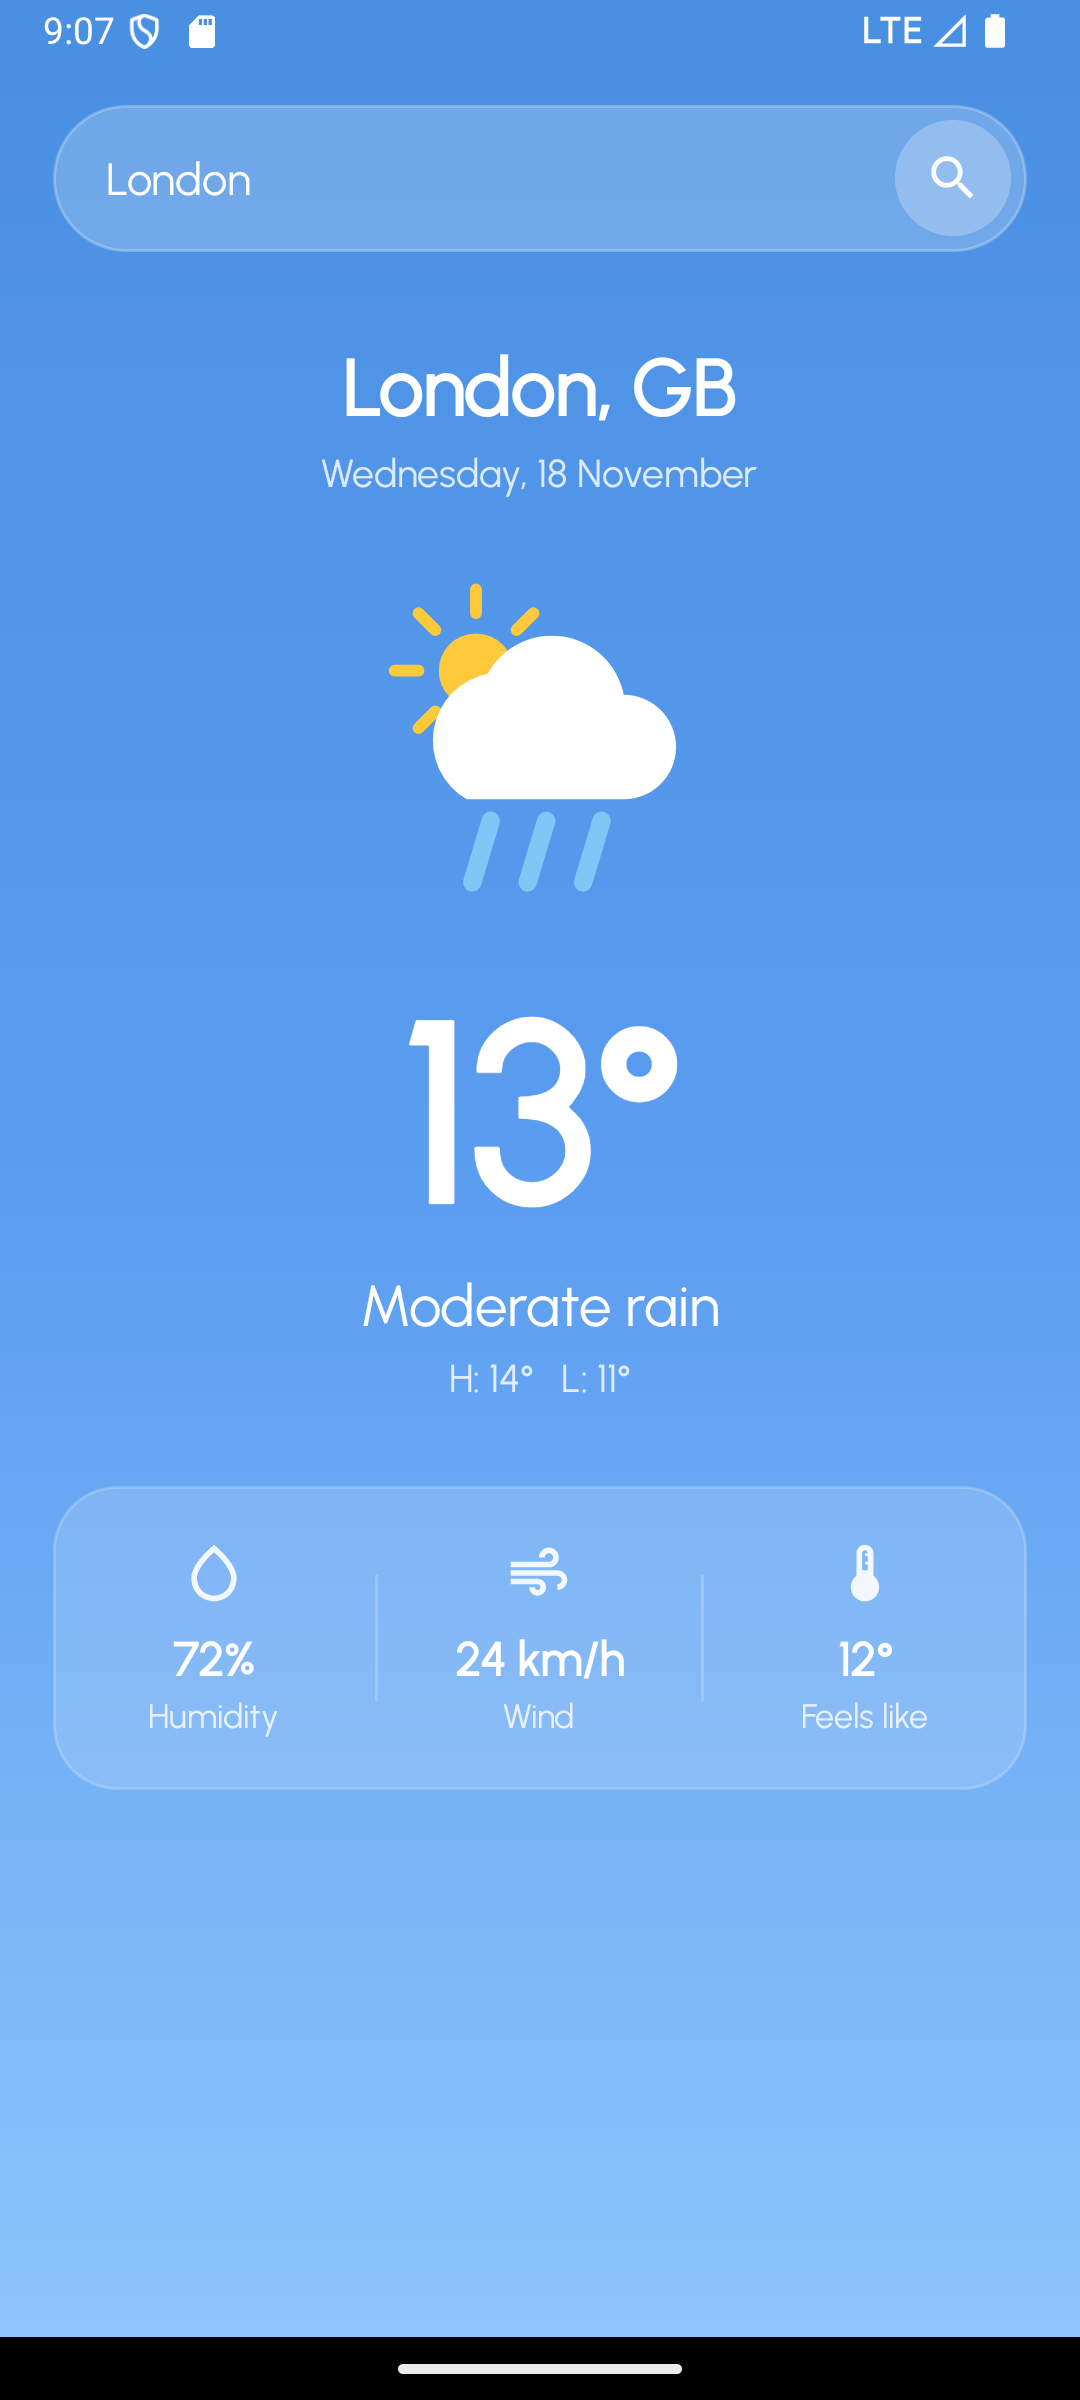 9:07 LTE
London
London, GB
Wednesday, 18 November
13°
Moderate rain
H: 14° L: 11°
72% 24 km/h 12°
Humidity Wind Feels like